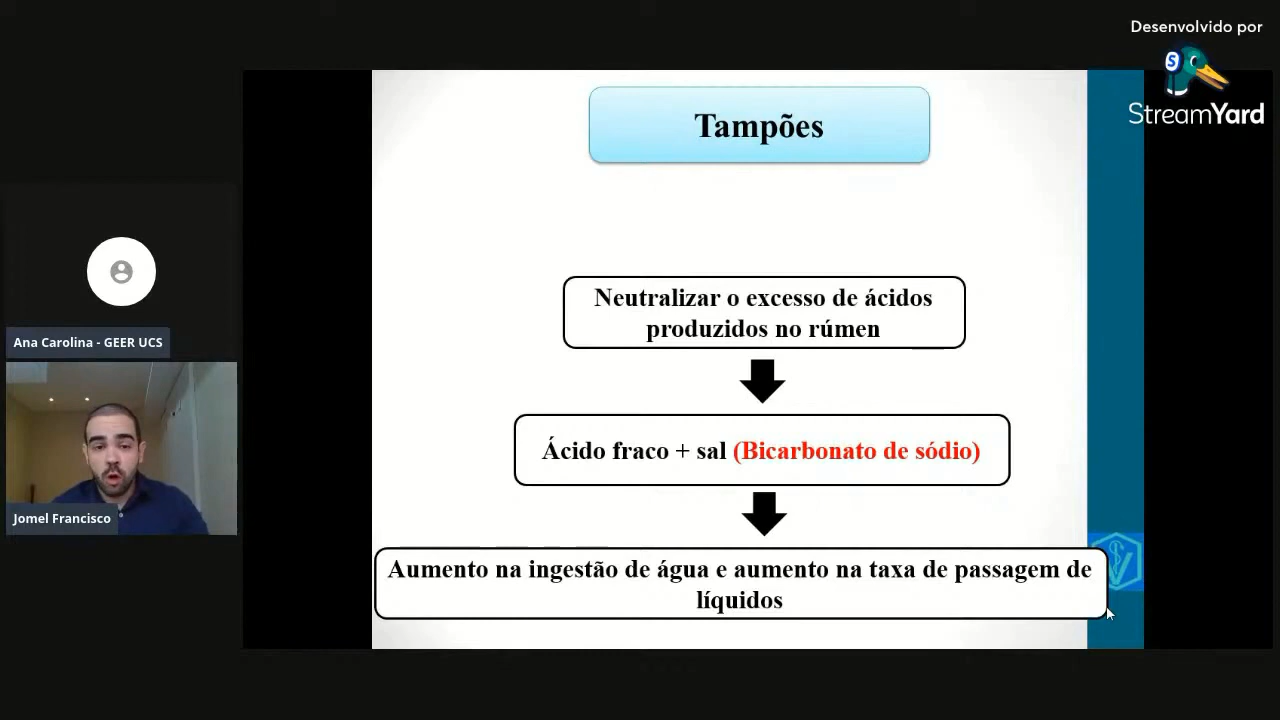 Desenvolvido por
StreamYard
Tampões
Neutralizar o excesso de ácidos
produzidos no rúmen
Ácido fraco + sal (Bicarbonato de sódio)
Aumento na ingestão de água e aumento na taxa de passagem de
líquidos
Ana Carolina - GEER UCS
Jomel Francisco